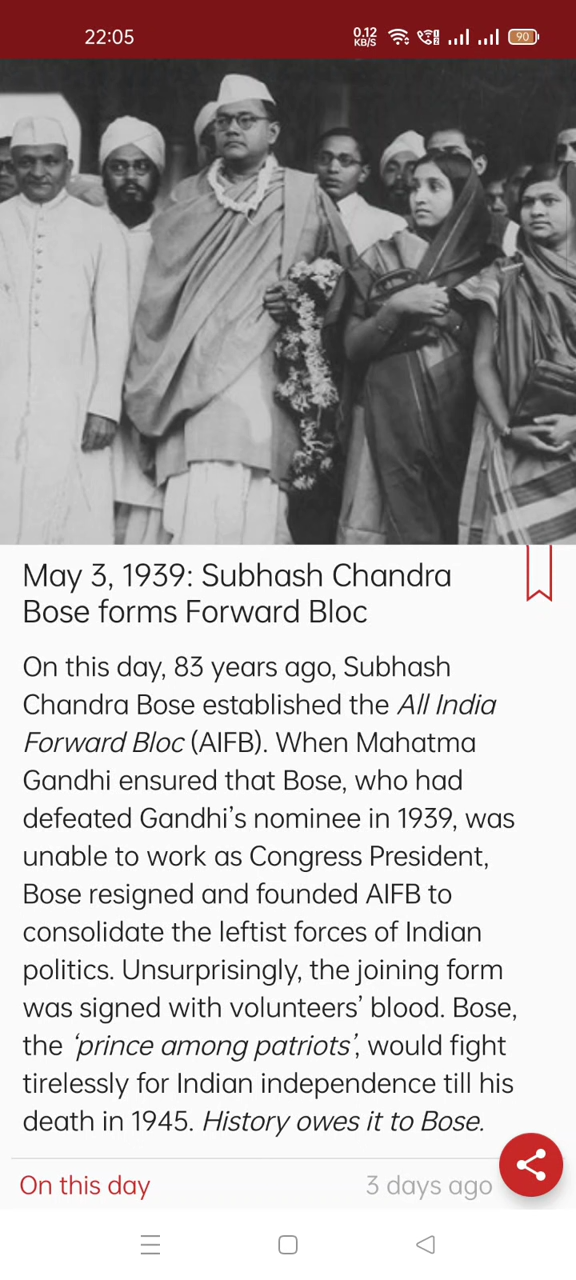 22:05
0.12
KB/S
90
May 3, 1939: Subhash Chandra
Bose forms Forward Bloc
On this day, 83 years ago, Subhash
Chandra Bose established the All India
Forward Bloc (AIFB). When Mahatma
Gandhi ensured that Bose, who had
defeated Gandhi’s nominee in 1939, was
unable to work as Congress President,
Bose resigned and founded AIFB to
consolidate the leftist forces of Indian
politics. Unsurprisingly, the joining form
was signed with volunteers’ blood. Bose,
the ‘prince among patriots’, would fight
tirelessly for Indian independence till his
death in 1945. History owes it to Bose.
On this day
3 days ago